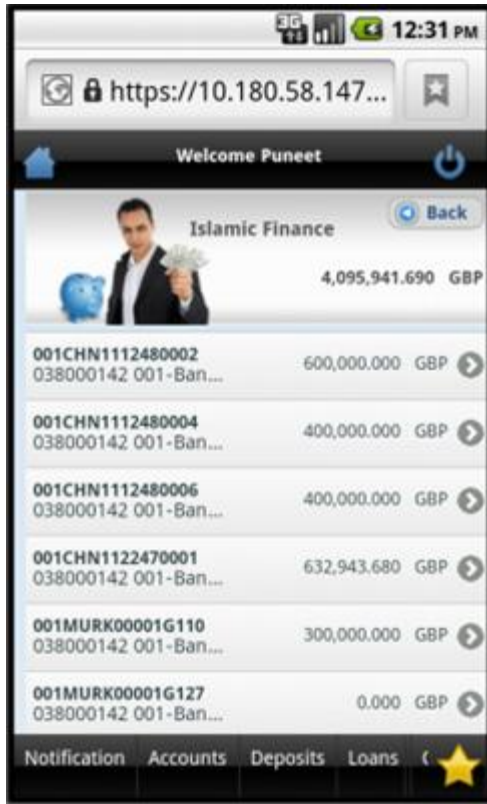 3G 12:31 PM
https://10.180.58.147...
Welcome Puneet
Islamic Finance
Back
4,095,941.690 GBP
001CHN1112480002
038000142 001-Ban...
600,000.000 GBP
001CHN1112480004
038000142 001-Ban...
400,000.000 GBP
001CHN1112480006
038000142 001-Ban...
400,000.000 GBP
001CHN1122470001
038000142 001-Ban...
632,943.680 GBP
001MURK00001G110
038000142 001-Ban...
300,000.000 GBP
001MURK00001G127
038000142 001-Ban...
0.000 GBP
Notification Accounts Deposits Loans